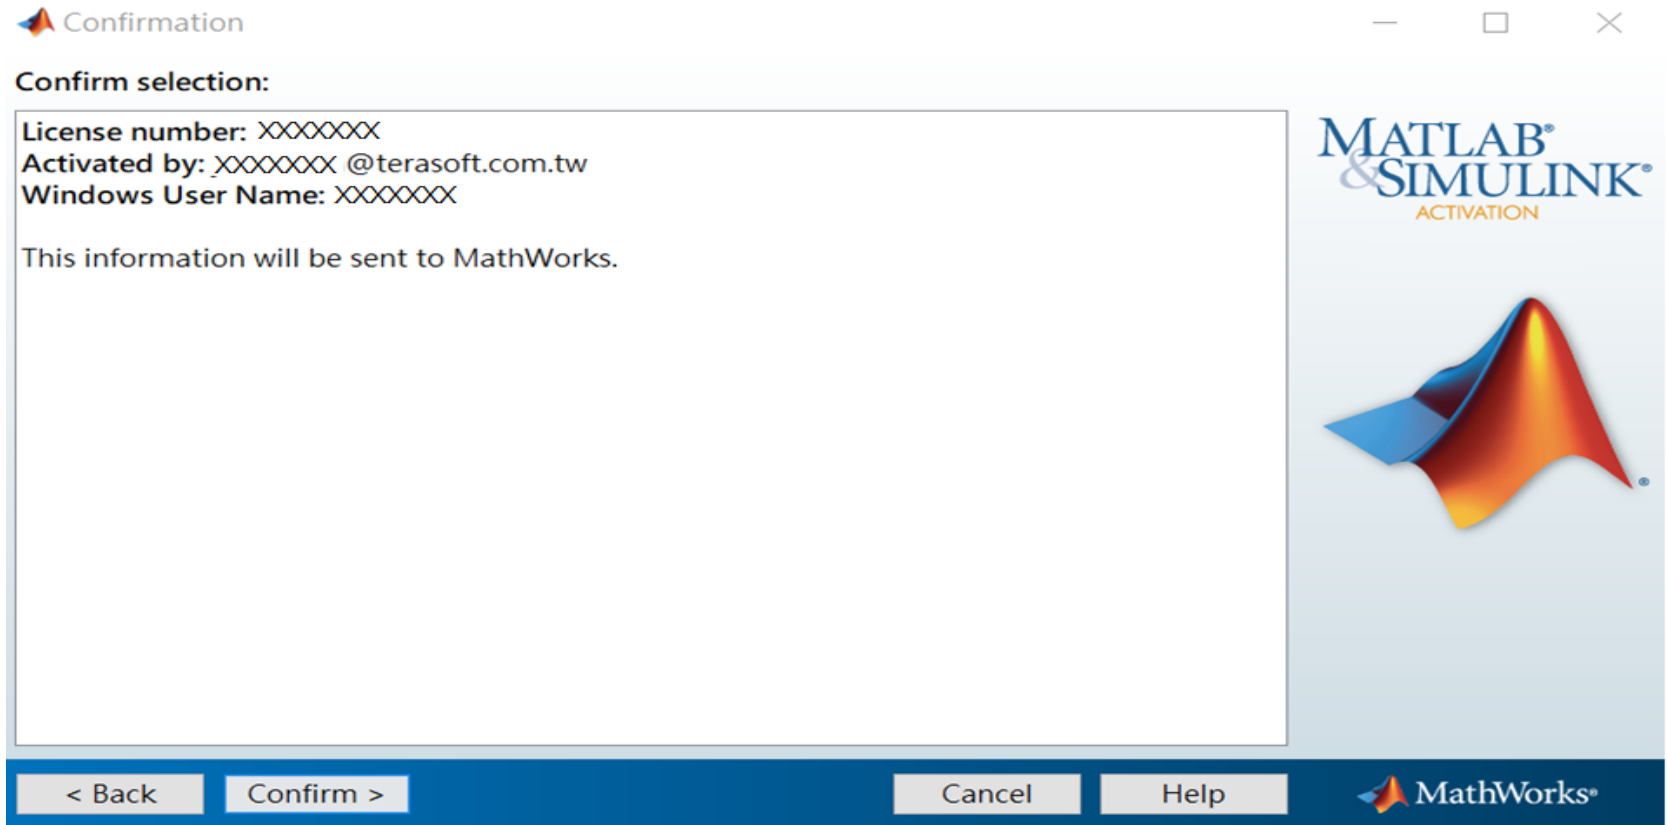 Confirmation
Confirm selection:
License number: XXXXXXX
Activated by: XXXXXXX @terasoft.com.tw
Windows User Name: XXXXXXX
This information will be sent to MathWorks.
MATLAB®
&SIMULINK®
ACTIVATION
®
< Back
Confirm >
Cancel
Help
MathWorks®